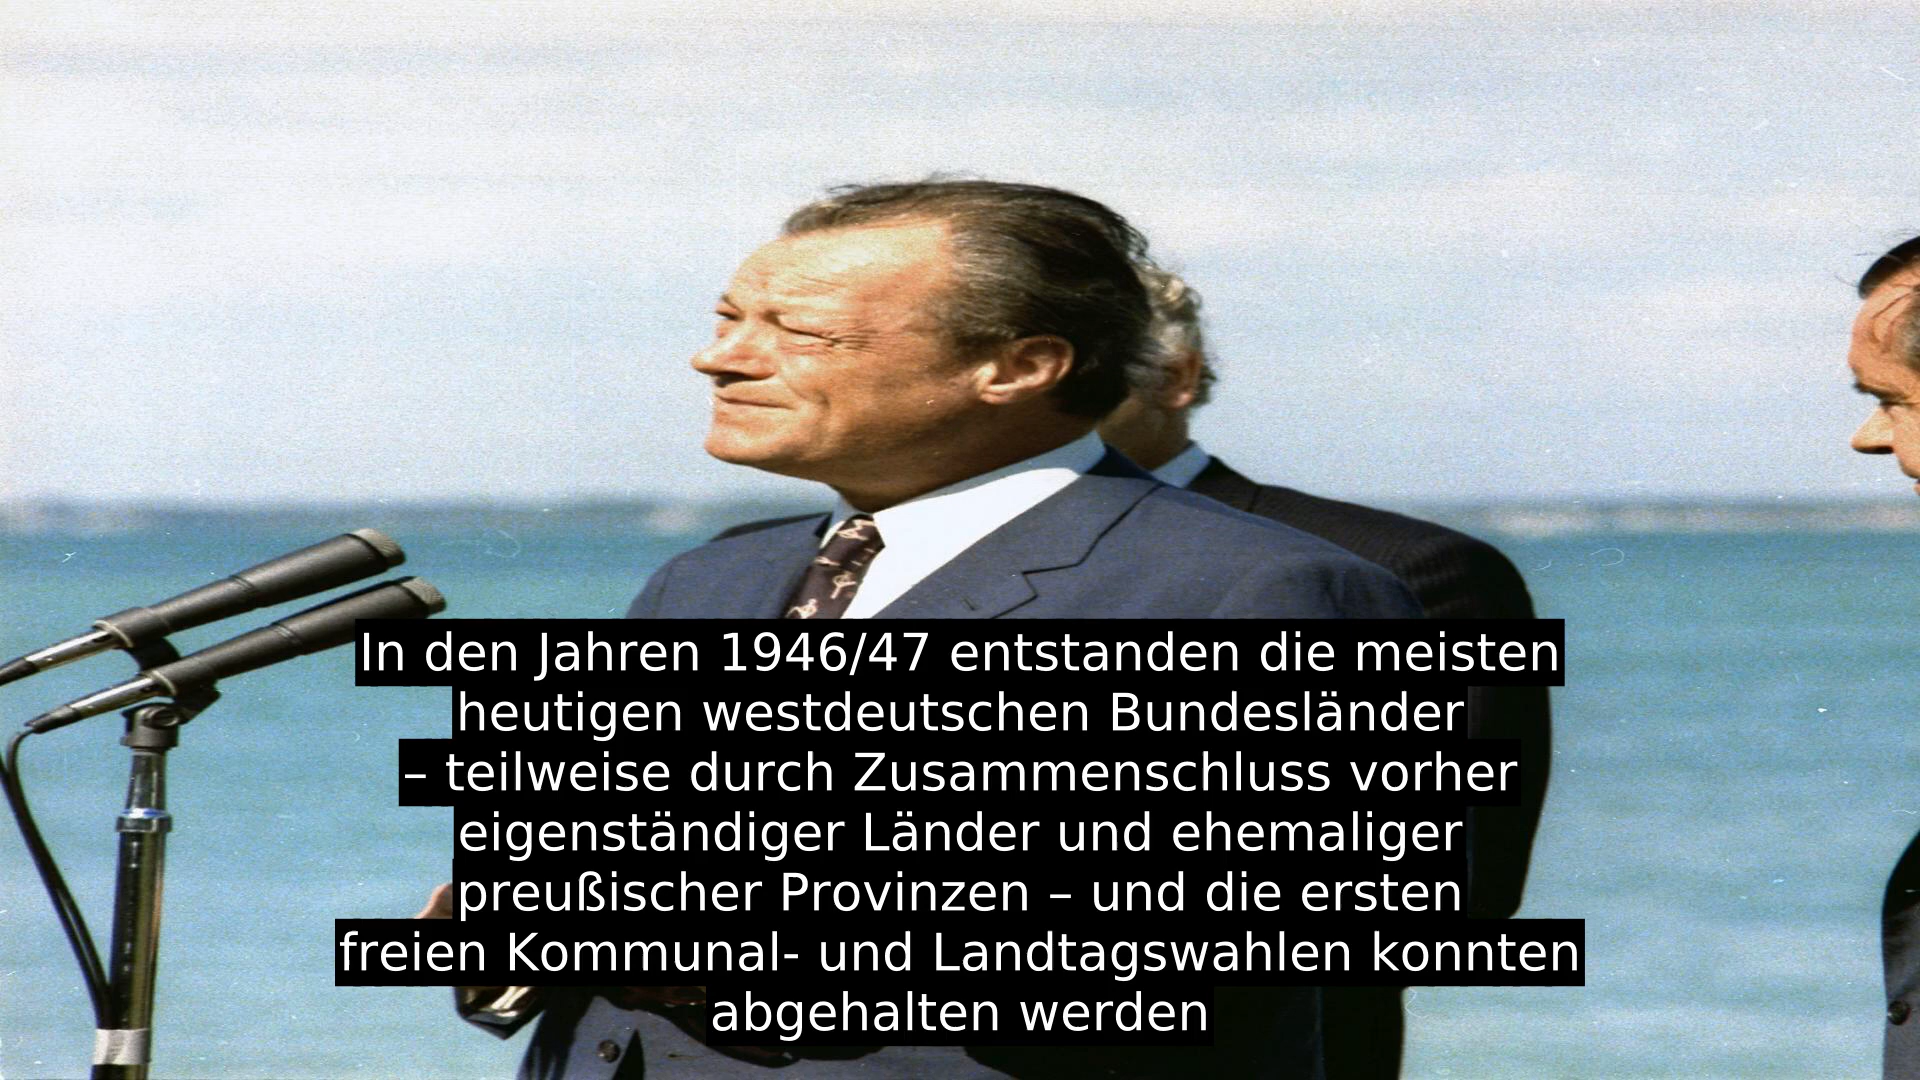 In den Jahren 1946/47 entstanden die meisten
heutigen westdeutschen Bundesländer
– teilweise durch Zusammenschluss vorher
eigenständiger Länder und ehemaliger
preußischer Provinzen – und die ersten
freien Kommunal- und Landtagswahlen konnten
abgehalten werden